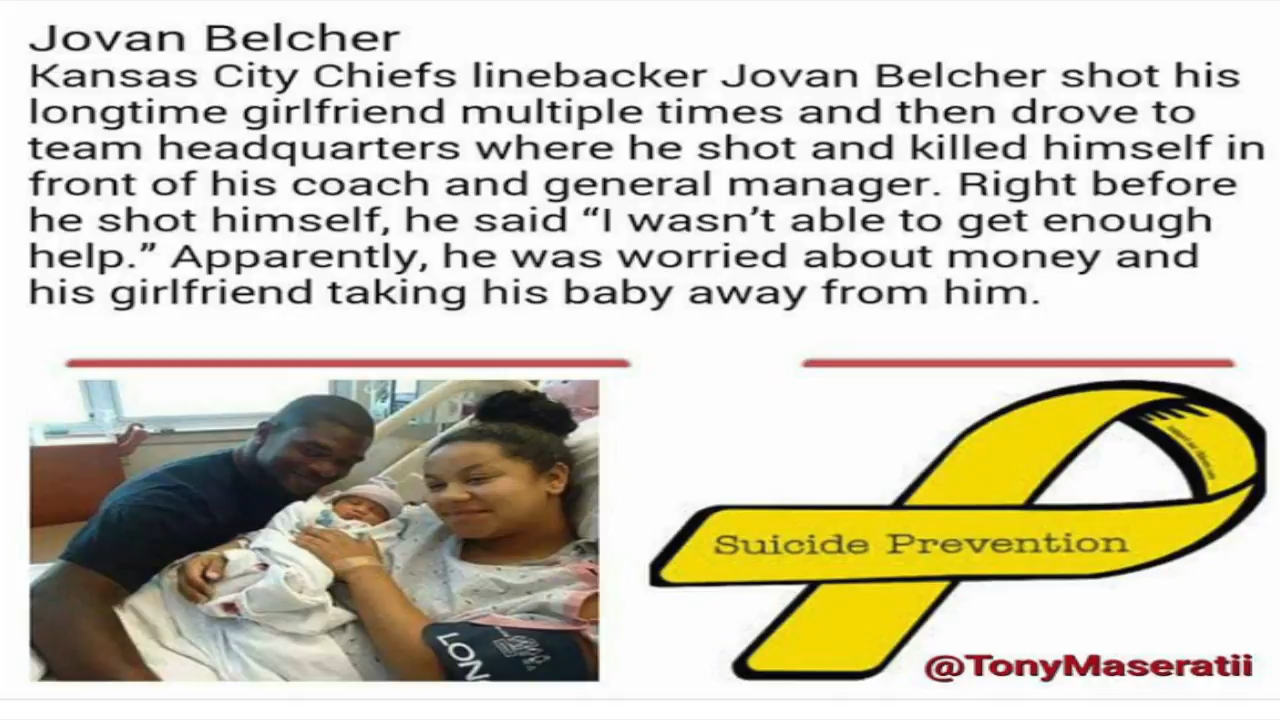 Jovan Belcher
Kansas City Chiefs linebacker Jovan Belcher shot his
longtime girlfriend multiple times and then drove to
team headquarters where he shot and killed himself in
front of his coach and general manager. Right before
he shot himself, he said “I wasn’t able to get enough
help.” Apparently, he was worried about money and
his girlfriend taking his baby away from him.
Suicide Prevention
LON
@TonyMaseratii